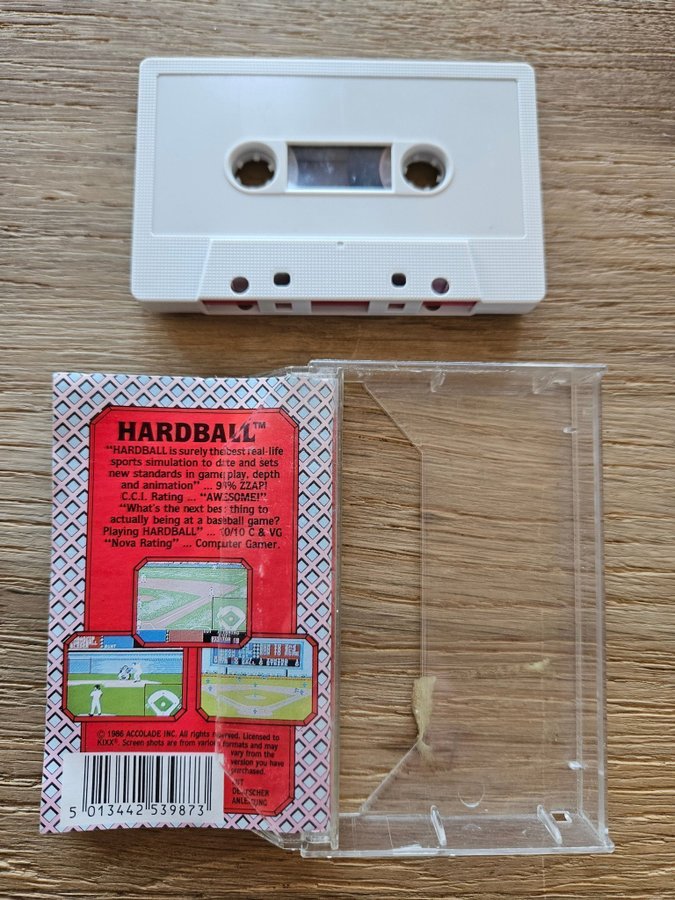 HARDBALL™
"HARDBALL is surely the best real-life
sports simulation to date and sets
new standards in gameplay, depth
and animation" ... 9 % ZZAP!
C.C.I. Rating ... "AWESOME!"
"What's the next best thing to
actually being at a baseball game?
Playing HARDBALL" ... 10/10 C & VG
"Nova Rating" ... Computer Gamer.
© 1986 ACCOLADE INC. All rights reserved. Licensed to
KIXX®. Screen shots are from various formats and may
vary from the
version you have
purchased.
MIT
DEUTSCHER
ANLEITUNG
5 013442 539873